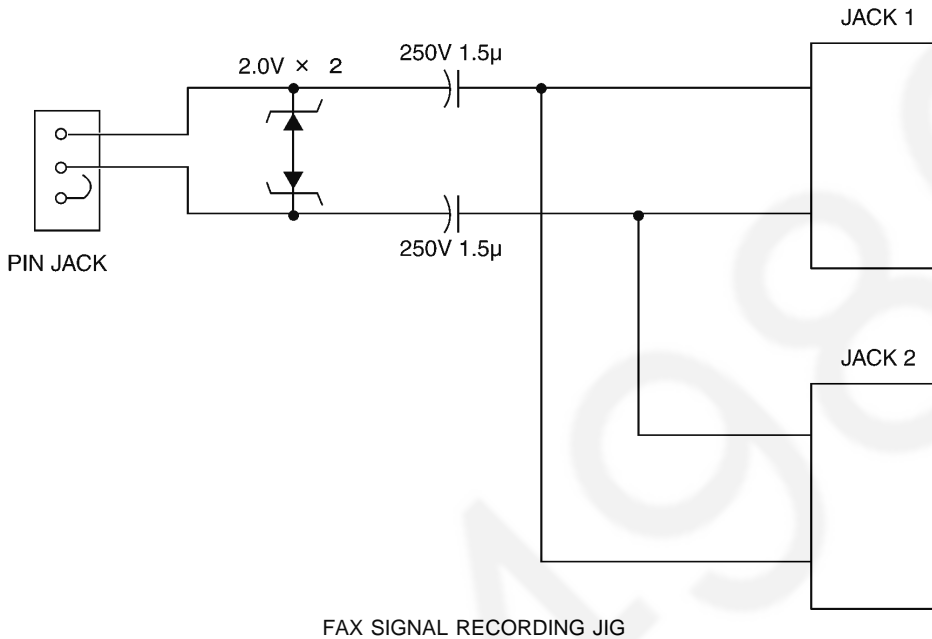 JACK 1
250V 1.5µ
2.0V × 2
PIN JACK
250V 1.5µ
JACK 2
FAX SIGNAL RECORDING JIG